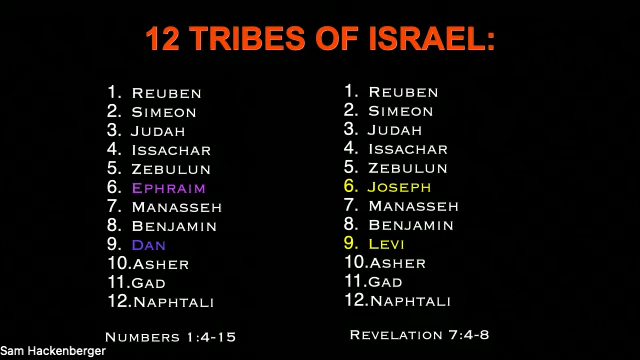 12 TRIBES OF ISRAEL:
1. REUBEN
2. SIMEON
3. JUDAH
4. ISSACHAR
5. ZEBULUN
6. EPHRAIM
7. MANASSEH
8. BENJAMIN
9. DAN
10. ASHER
11. GAD
12. NAPHTALI
NUMBERS 1:4-15
1. REUBEN
2. SIMEON
3. JUDAH
4. ISSACHAR
5. ZEBULUN
6. JOSEPH
7. MANASSEH
8. BENJAMIN
9. LEVI
10. ASHER
11. GAD
12. NAPHTALI
REVELATION 7:4-8
Sam Hackenberger